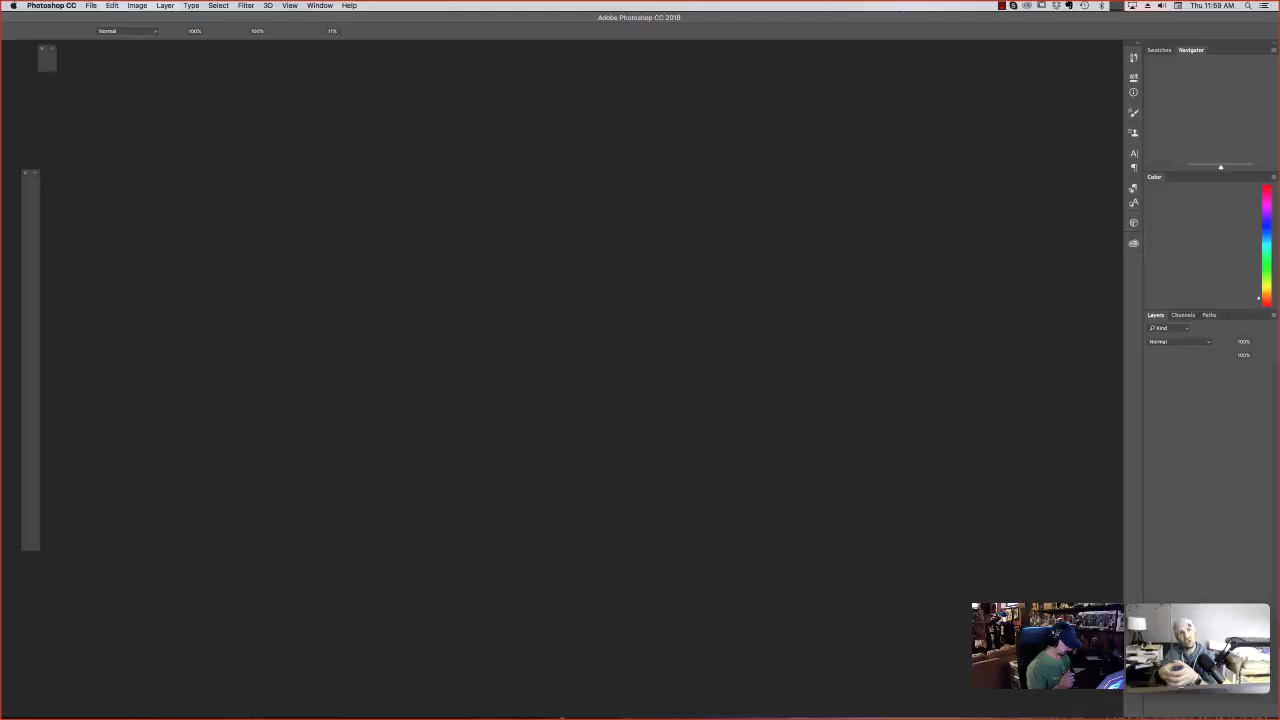 Photoshop CC File Edit Image Layer Type Select Filter 3D View Window Help Thu 11:59 AM
Adobe Photoshop CC 2018
Normal 100% 100% 11%
Swatches Navigator
Color
Layers Channels Paths
Kind
Normal 100%
100%